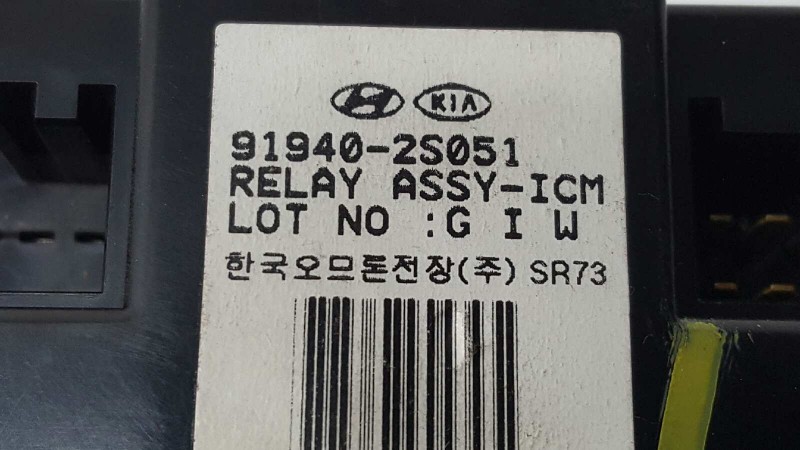 KIA
91940-2S051
RELAY ASSY-ICM
LOT NO :G I W
한국오므론전장(주) SR73